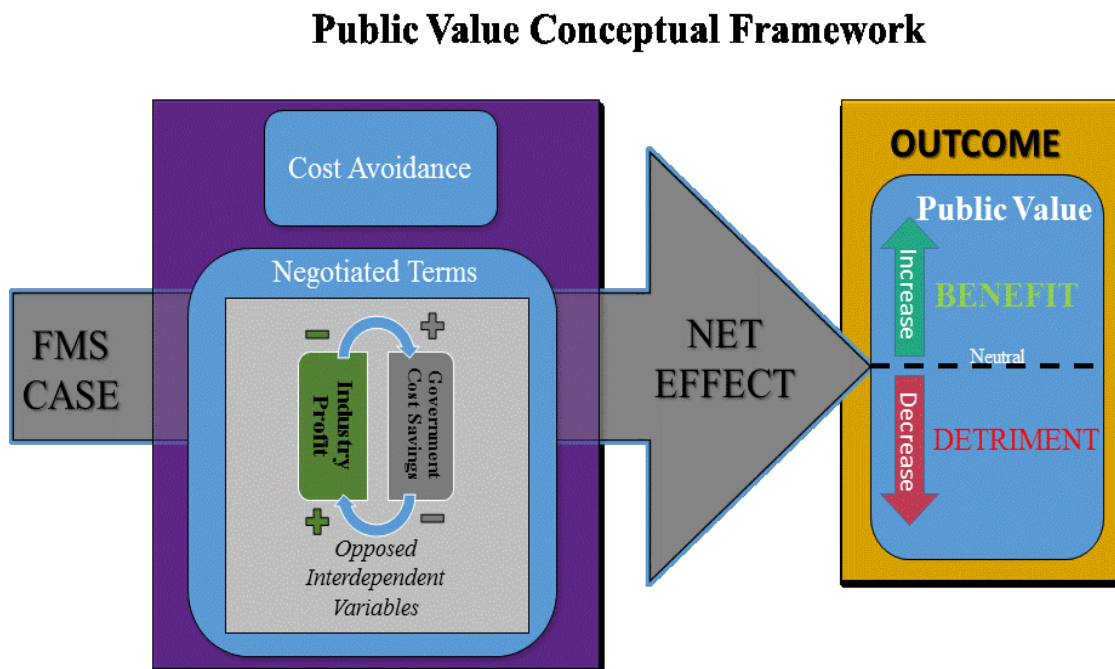 Public Value Conceptual Framework
Cost Avoidance
Negotiated Terms
FMS
CASE
− +
Industry
Profit
Government
Cost Savings
+ −
Opposed
Interdependent
Variables
NET
EFFECT
OUTCOME
Public Value
Increase
BENEFIT
Neutral
Decrease
DETRIMENT